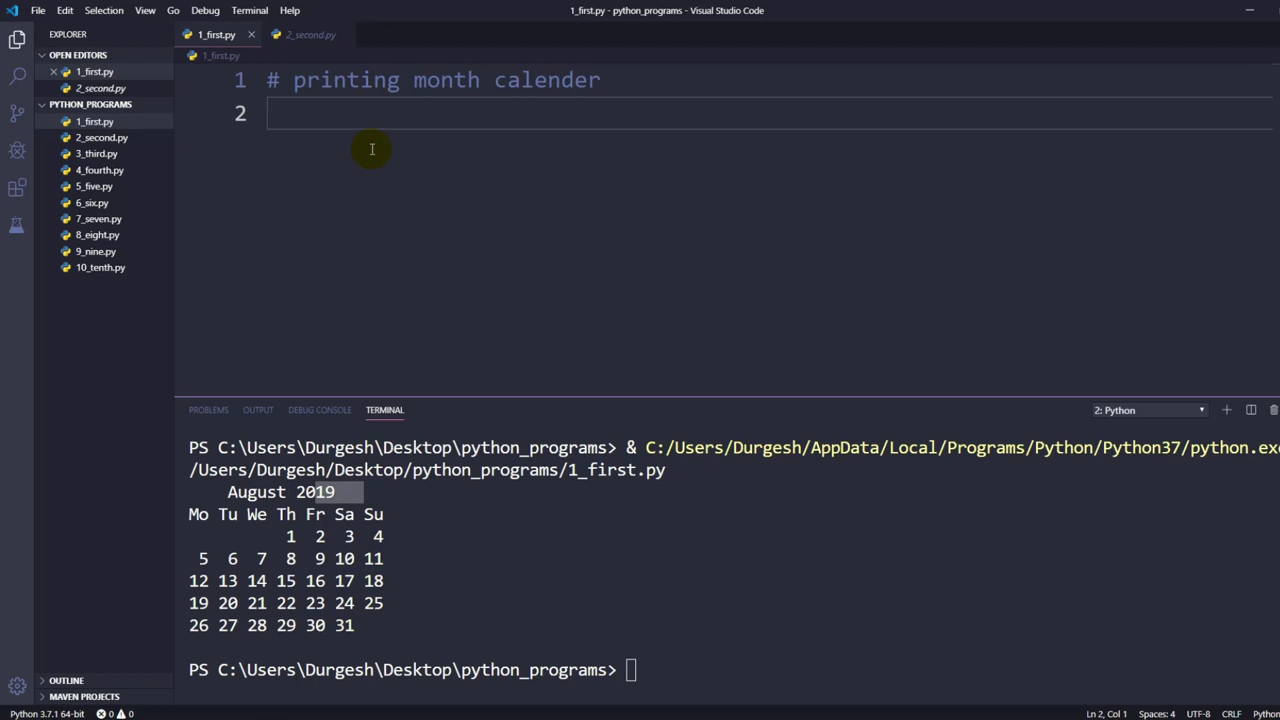 File Edit Selection View Go Debug Terminal Help
1_first.py - python_programs - Visual Studio Code
EXPLORER
OPEN EDITORS
1_first.py
2_second.py
PYTHON_PROGRAMS
1_first.py
2_second.py
3_third.py
4_fourth.py
5_five.py
6_six.py
7_seven.py
8_eight.py
9_nine.py
10_tenth.py
OUTLINE
MAVEN PROJECTS
1_first.py 2_second.py
1_first.py
1 # printing month calender
2
PROBLEMS OUTPUT DEBUG CONSOLE TERMINAL
2: Python
PS C:\Users\Durgesh\Desktop\python_programs> & C:/Users/Durgesh/AppData/Local/Programs/Python/Python37/python.exe
/Users/Durgesh/Desktop/python_programs/1_first.py
August 2019
Mo Tu We Th Fr Sa Su
1 2 3 4
5 6 7 8 9 10 11
12 13 14 15 16 17 18
19 20 21 22 23 24 25
26 27 28 29 30 31
PS C:\Users\Durgesh\Desktop\python_programs>
Python 3.7.1 64-bit 0 0
Ln 2, Col 1 Spaces: 4 UTF-8 CRLF Python